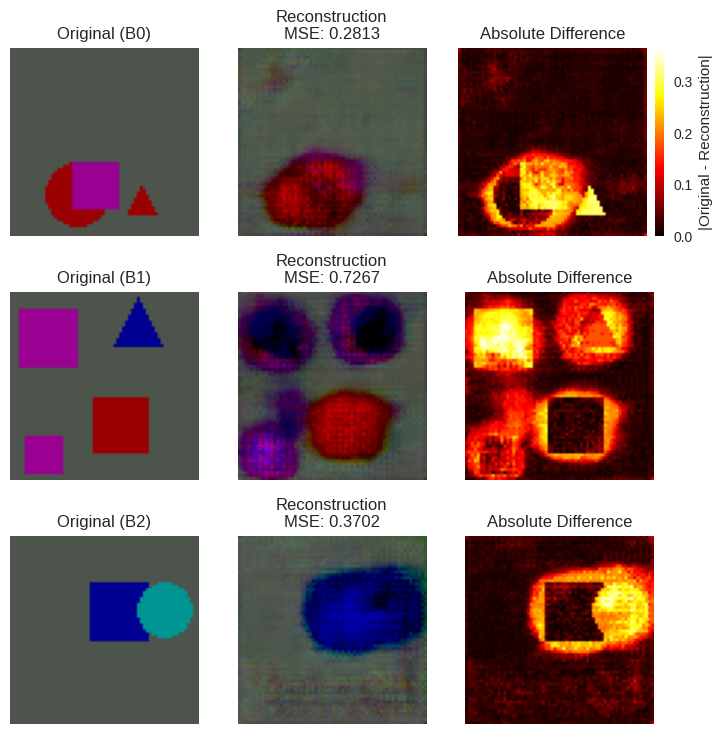 Original (B0)
Reconstruction
MSE: 0.2813
Absolute Difference
0.3
0.2
0.1
0.0
|Original - Reconstruction|
Original (B1)
Reconstruction
MSE: 0.7267
Absolute Difference
Original (B2)
Reconstruction
MSE: 0.3702
Absolute Difference